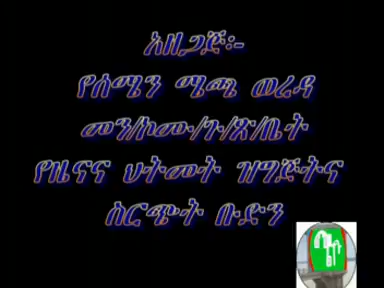 አዘጋጅ፡-
የሰሜን ሜጫ ወረዳ
መን/ኮሙ/ጉ/ጽ/ቤት
የዜናና ህትመት ዝግጅትና
ስርጭት ቡድን